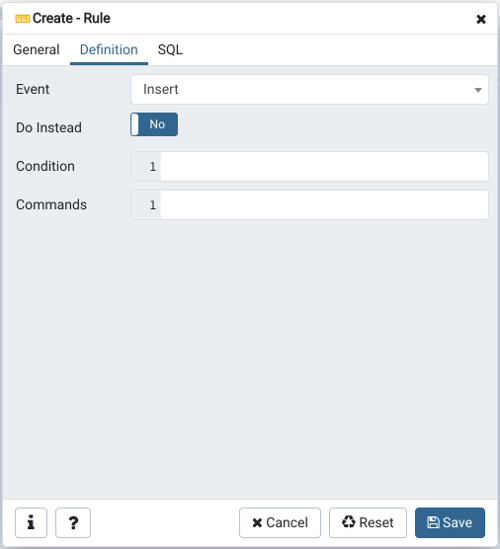 Create - Rule
General Definition SQL
Event Insert
Do Instead No
Condition 1
Commands 1
i ? Cancel Reset Save